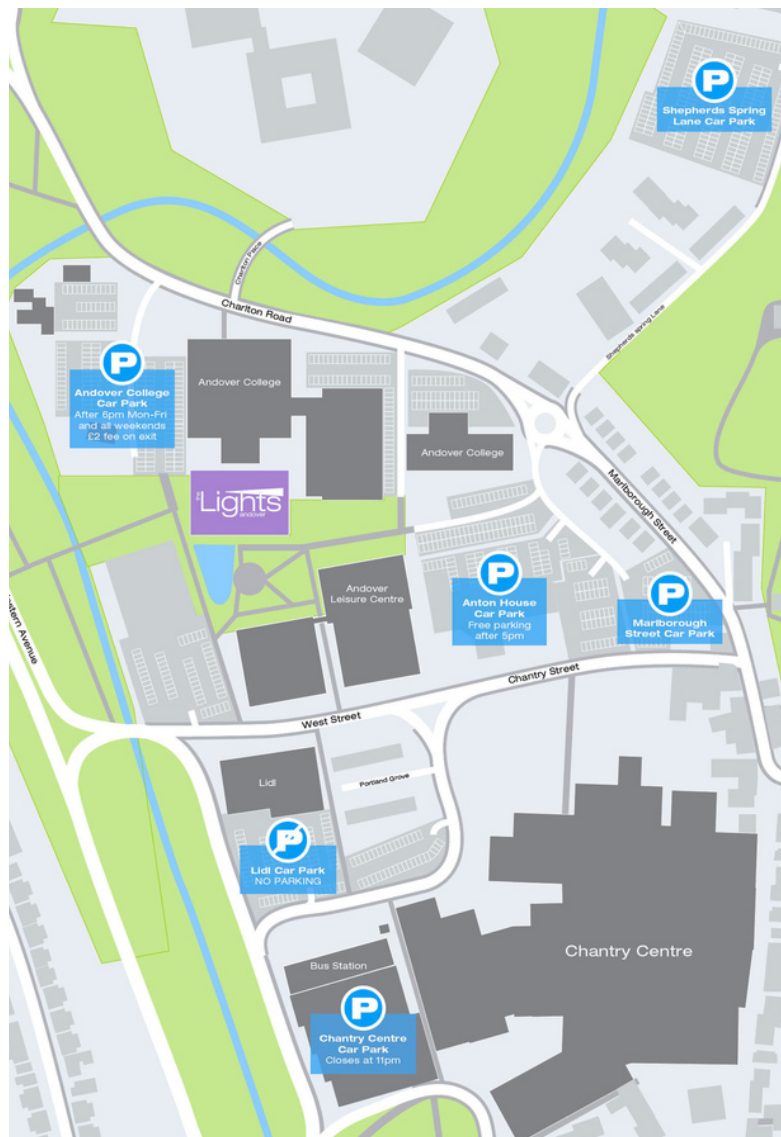 P
Shepherds Spring
Lane Car Park
Charlton Place
Charlton Road
Shepherds spring Lane
P
Andover College
Car Park
After 6pm Mon-Fri
and all weekends
£2 fee on exit
Andover College
Andover College
Marlborough Street
the
Lights
andover
P
Anton House
Car Park
Free parking
after 5pm
Andover
Leisure Centre
P
Marlborough
Street Car Park
Chantry Street
West Street
Lidl
Portland Grove
P
Lidl Car Park
NO PARKING
Chantry Centre
Bus Station
P
Chantry Centre
Car Park
Closes at 11pm
Avenue